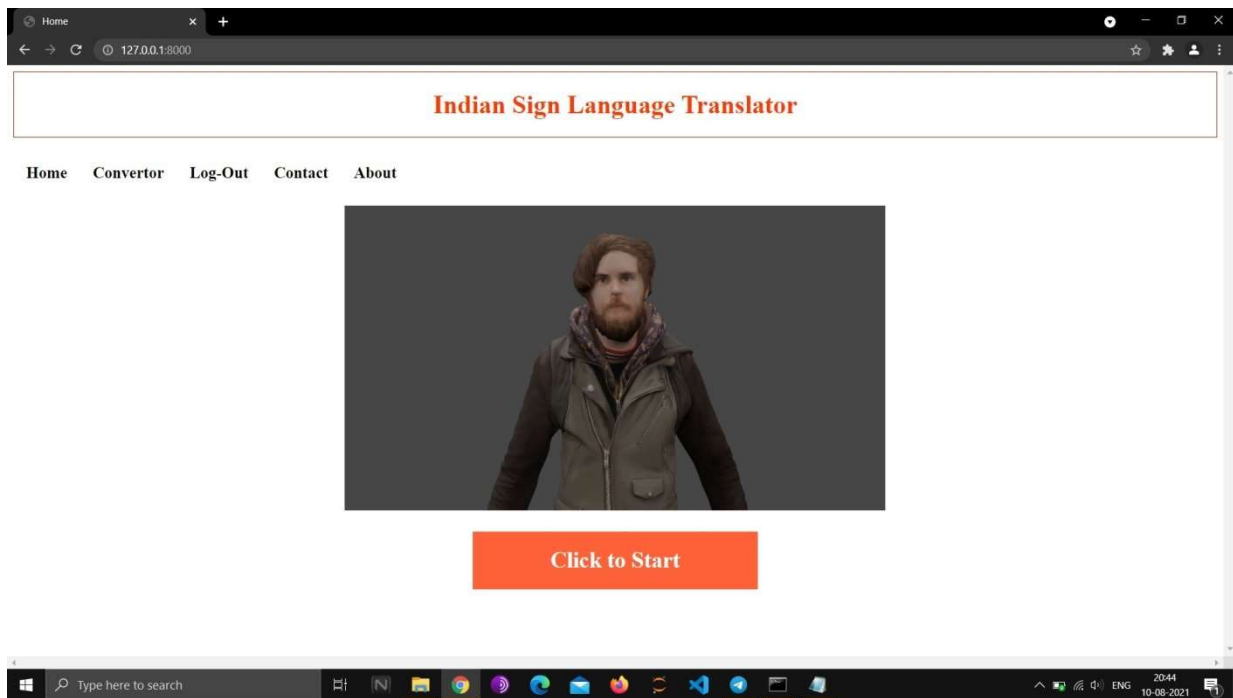 Home
127.0.0.1:8000
Indian Sign Language Translator
Home Convertor Log-Out Contact About
Click to Start
Type here to search
ENG
20:44
10-08-2021